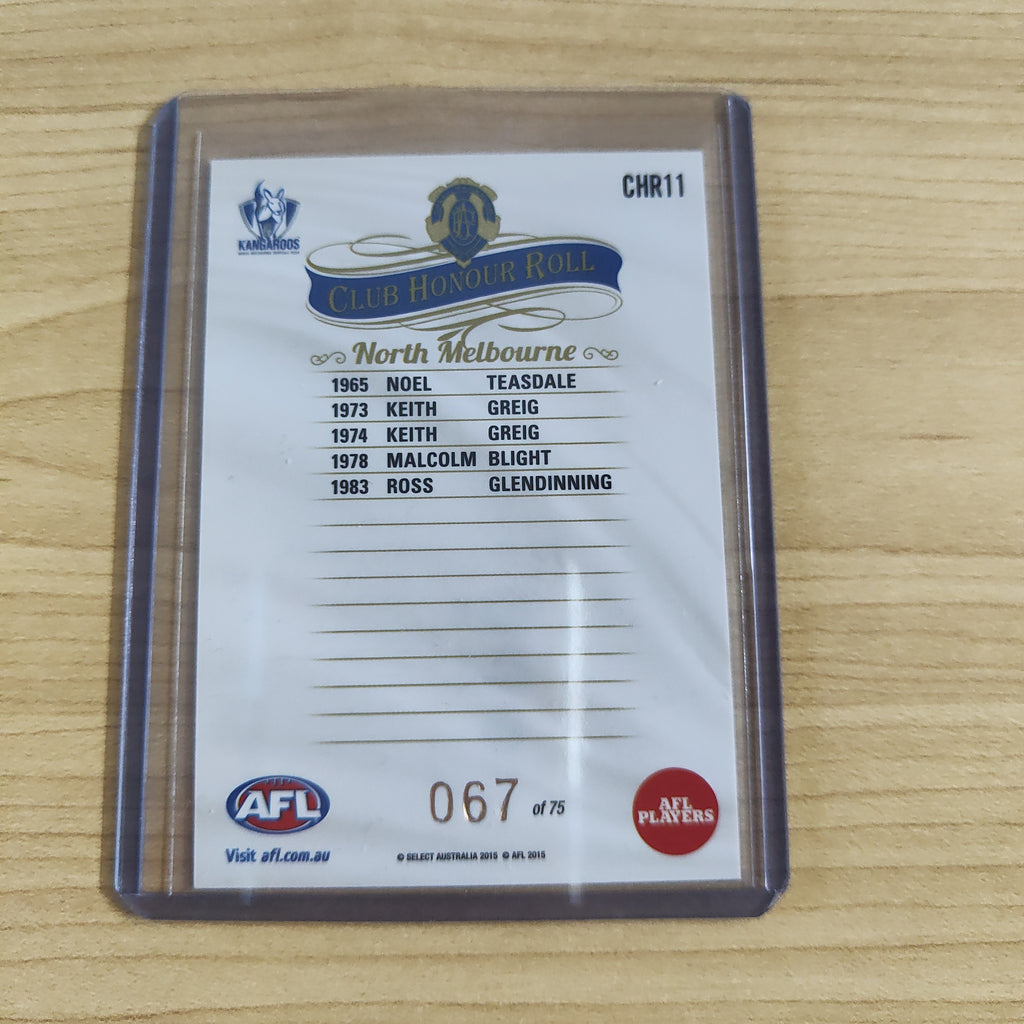 CHR11
KANGAROOS
CLUB HONOUR ROLL
North Melbourne
1965 NOEL TEASDALE
1973 KEITH GREIG
1974 KEITH GREIG
1978 MALCOLM BLIGHT
1983 ROSS GLENDINNING
AFL
067 of 75
AFL
PLAYERS
Visit afl.com.au
© SELECT AUSTRALIA 2015 © AFL 2015